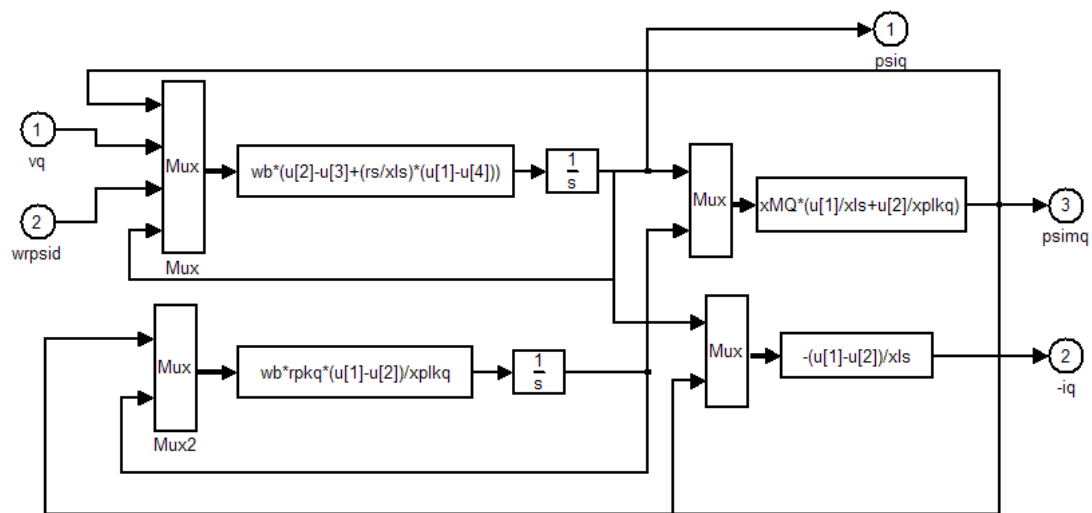 1
psiq
1
vq
Mux
wb*(u[2]-u[3]+(rs/xls)*(u[1]-u[4]))
1
s
Mux
xMQ*(u[1]/xls+u[2]/xplkq)
3
psimq
2
wrpsid
Mux
Mux
wb*rpkq*(u[1]-u[2])/xplkq
1
s
Mux
-(u[1]-u[2])/xls
2
-iq
Mux2